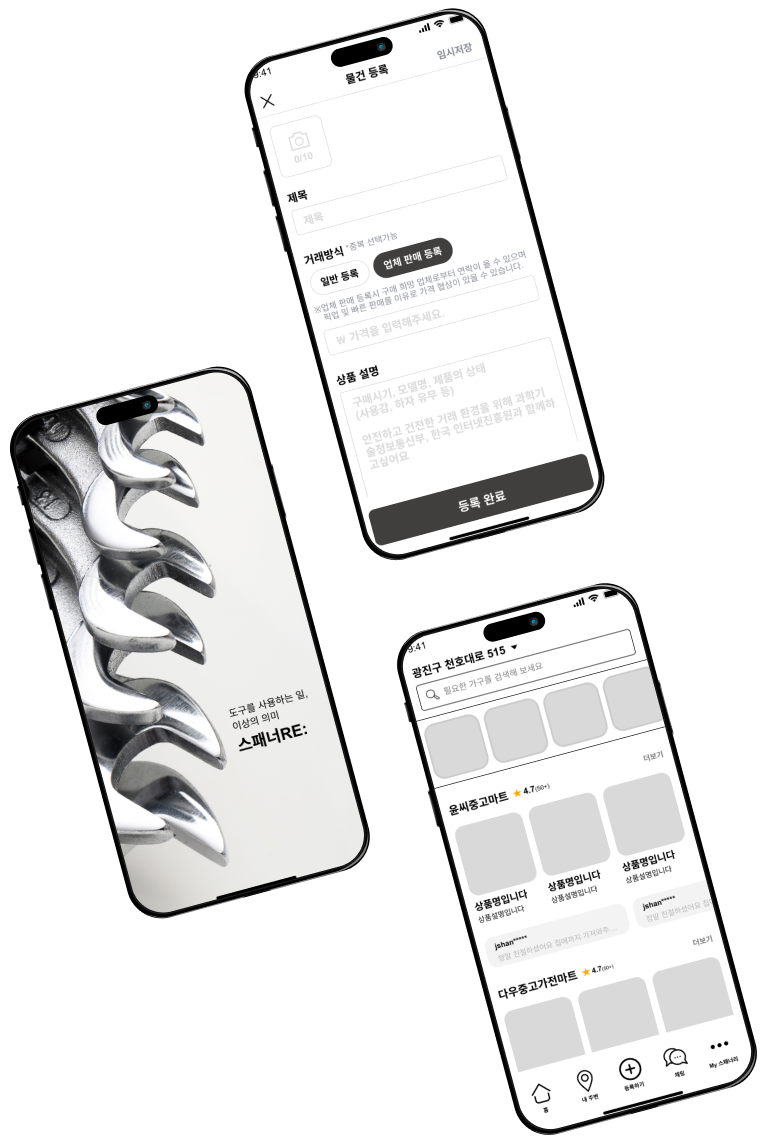 9:41
물건 등록
임시저장
0/10
제목
제목
거래방식 *중복 선택가능
일반 등록
업체 판매 등록
※업체 판매 등록시 구매 희망 업체로부터 연락이 올 수 있으며
픽업 및 빠른 판매를 이유로 가격 협상이 있을 수 있습니다.
₩ 가격을 입력해주세요.
상품 설명
구매시기, 모델명, 제품의 상태
(사용감, 하자 유무 등)
안전하고 건전한 거래 환경을 위해 과학기
술정보통신부, 한국 인터넷진흥원과 함께하
고싶어요
등록 완료
도구를 사용하는 일,
이상의 의미
스패너RE:
9:41
광진구 천호대로 515
필요한 가구를 검색해 보세요
더보기
윤씨중고마트 4.7(50+)
상품명입니다
상품설명입니다
상품명입니다
상품설명입니다
상품명입니다
상품설명입니다
jshan*****
정말 친절하셨어요 집에까지 가져와주...
jshan*****
정말 친절하셨어요 집
더보기
다우중고가전마트 4.7(50+)
홈
내 주변
등록하기
채팅
My 스패너리